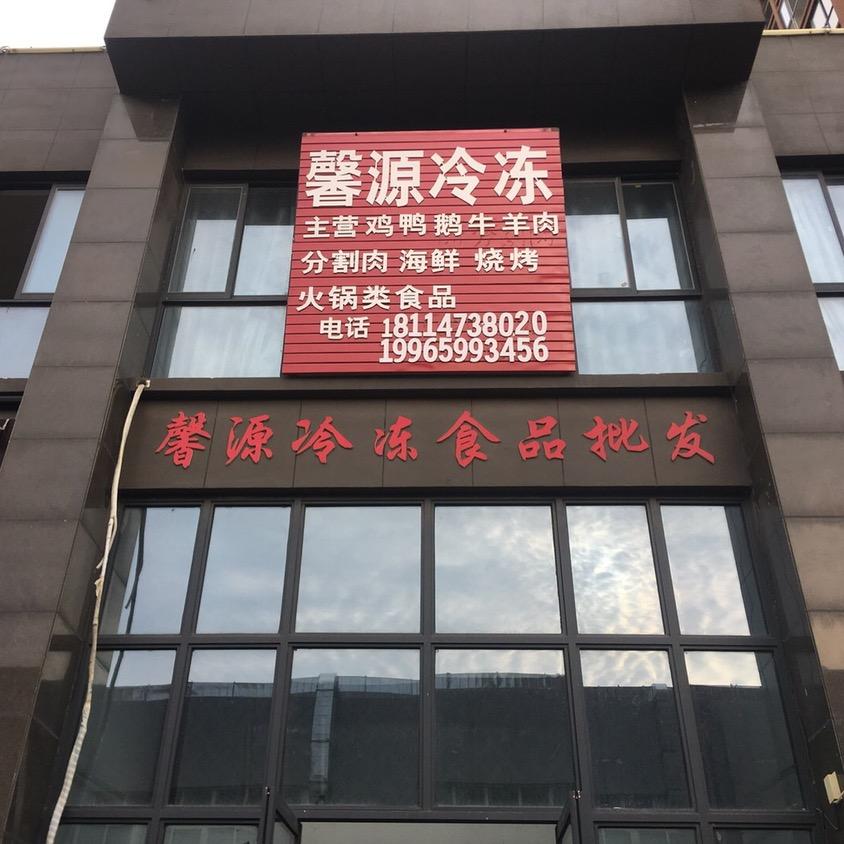 馨源冷冻
主营鸡鸭鹅牛羊肉
分割肉 海鲜 烧烤
火锅类食品
电话 18114738020
19965993456
馨源冷冻食品批发